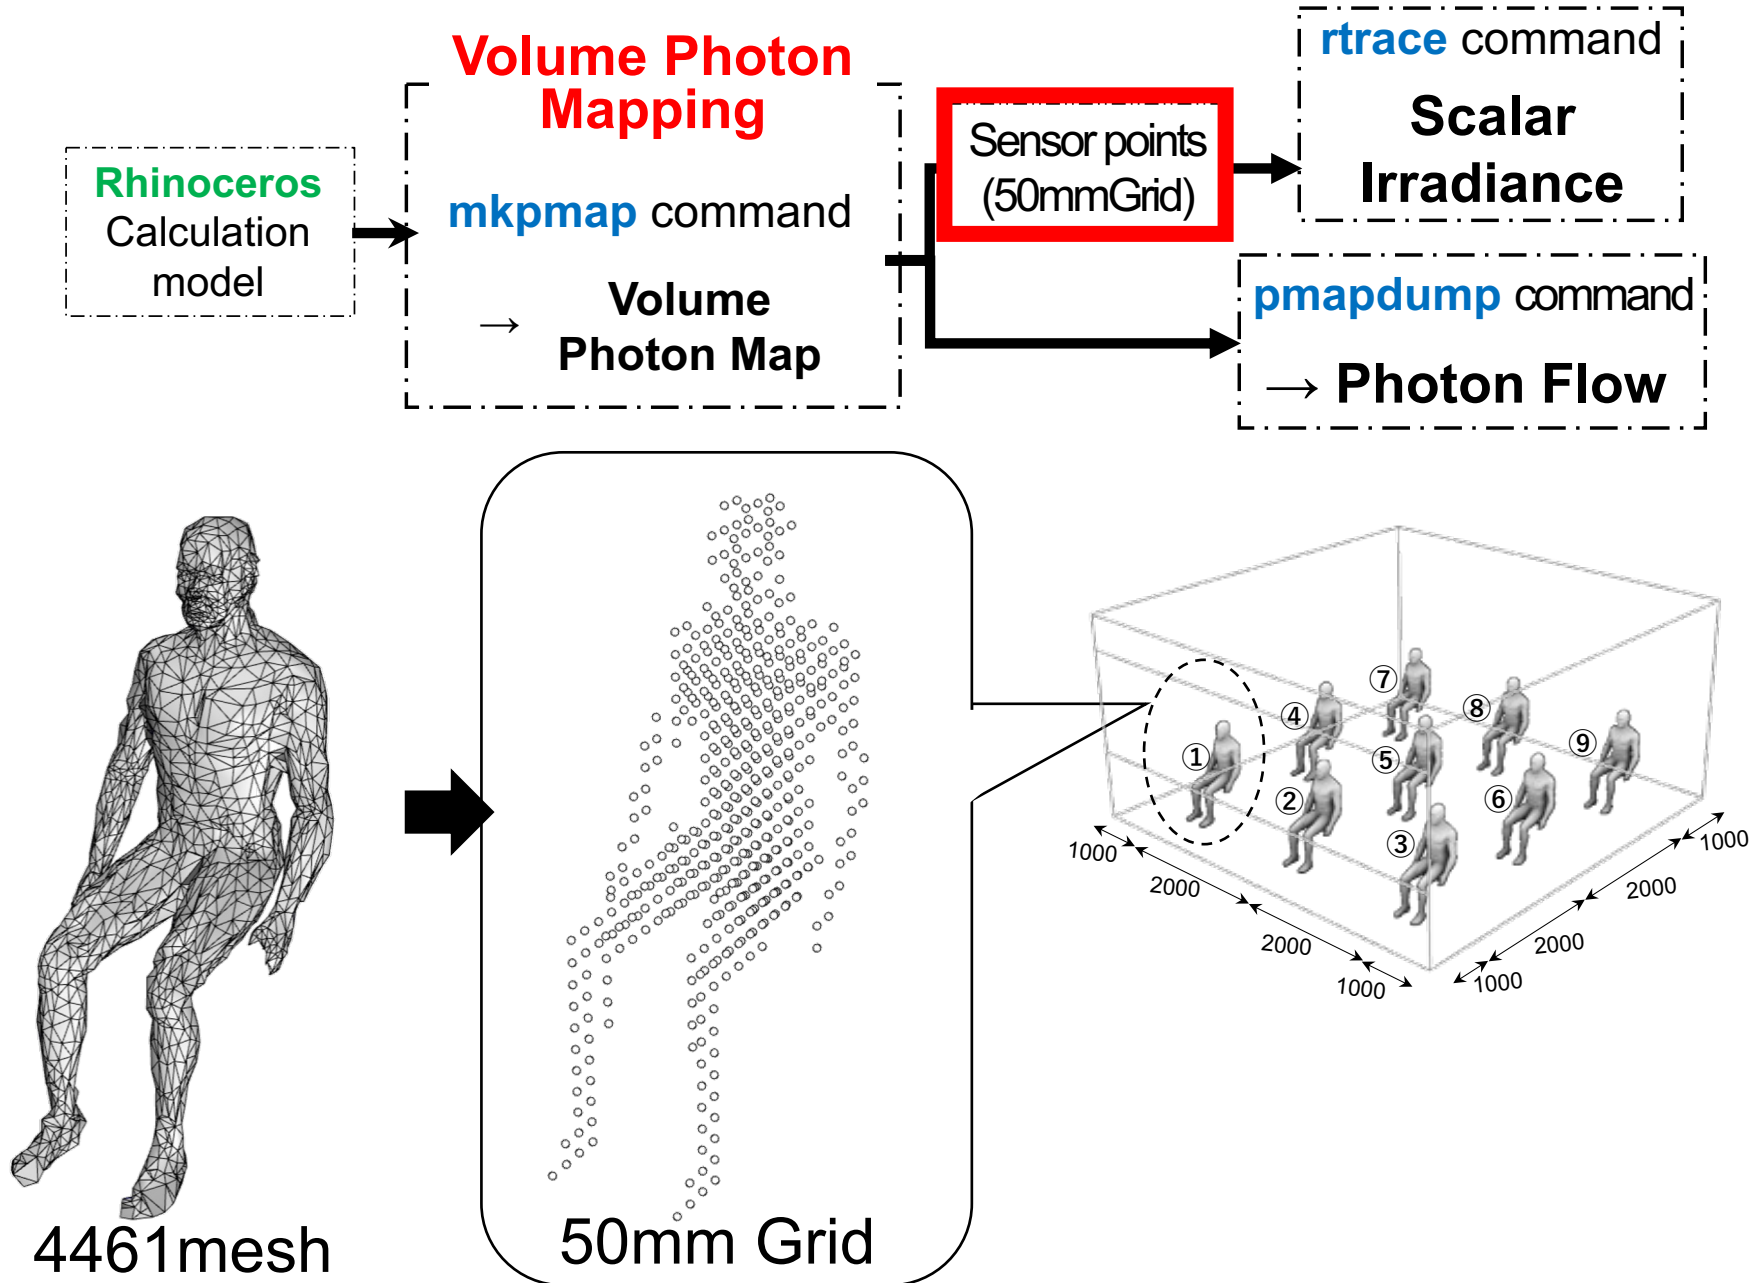 Rhinoceros
Calculation
model
Volume Photon
Mapping
mkpmap command
→ Volume
Photon Map
Sensor points
(50mmGrid)
rtrace command
Scalar
Irradiance
pmapdump command
→ Photon Flow
4461mesh
50mm Grid
⑦
④
⑧
①
⑤
⑨
②
⑥
③
1000
2000
2000
1000
1000
2000
2000
1000